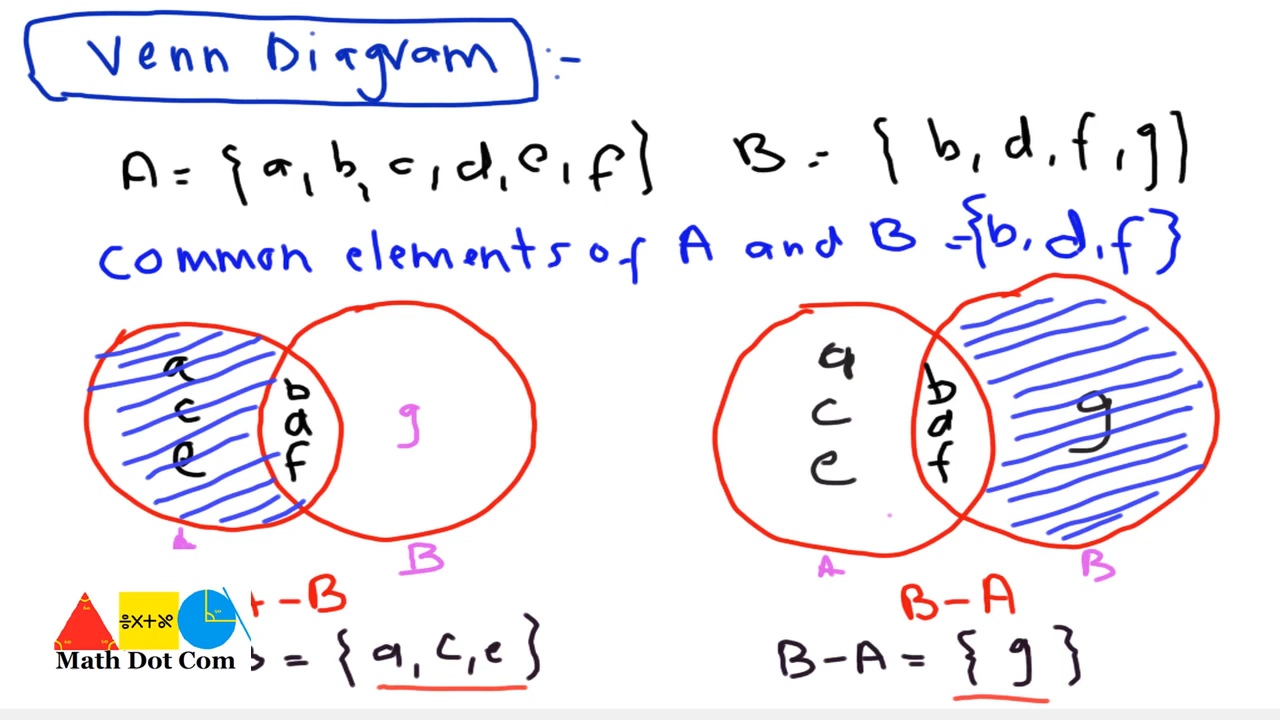 Venn Diagram :-
A = {a, b, c, d, e, f} B = {b, d, f, g}
common elements of A and B = {b, d, f}
a
c
e
b
d
f
g
A
B
a
c
e
b
d
f
g
A
B
-B
B-A
= {a, c, e}
B-A = {g}
÷x+%
Math Dot Com